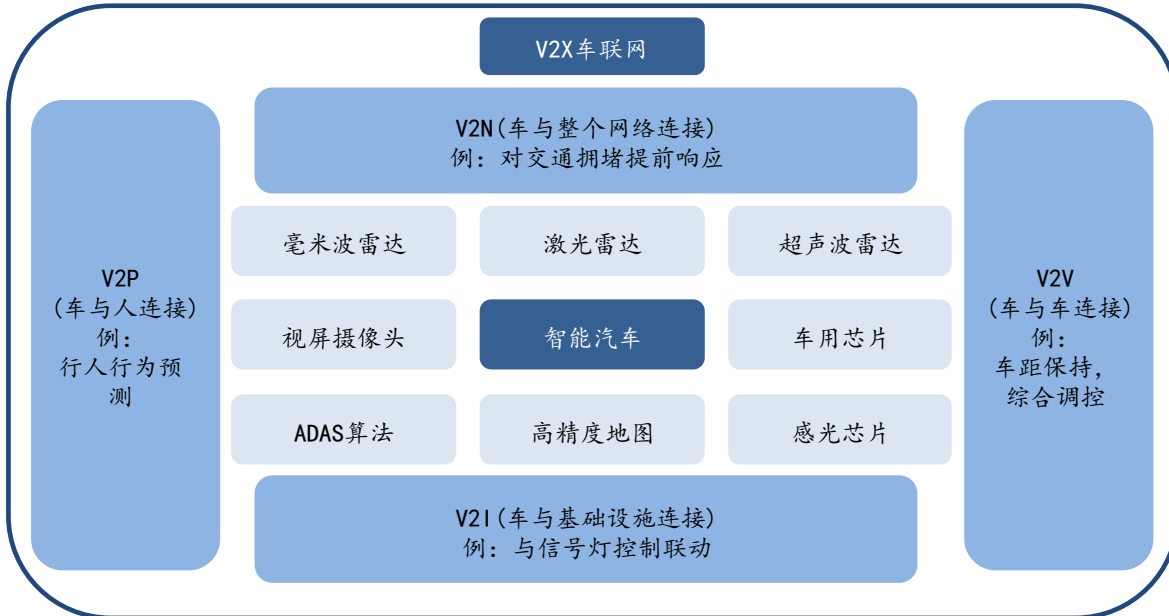 V2X车联网
V2N(车与整个网络连接)
例：对交通拥堵提前响应
V2P
(车与人连接)
例：
行人行为预
测
毫米波雷达
激光雷达
超声波雷达
视屏摄像头
智能汽车
车用芯片
ADAS算法
高精度地图
感光芯片
V2V
(车与车连接)
例：
车距保持，
综合调控
V2I(车与基础设施连接)
例：与信号灯控制联动